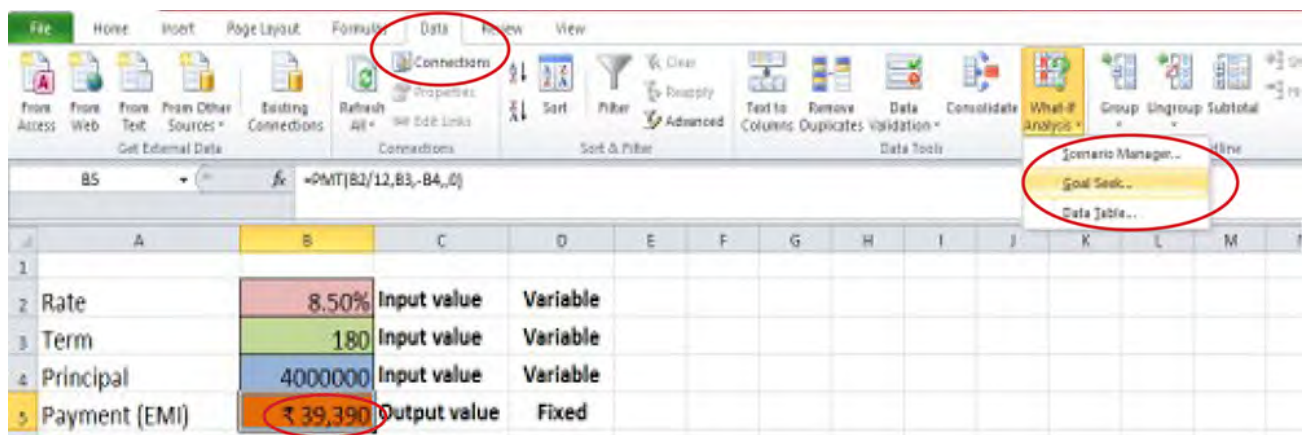 File Home Insert Page Layout Formulas Data Review View
Connections Clear
Properties Reapply
From From From From Other Existing Refresh Edit Links Sort Filter Advanced Text to Remove Data Consolidate What-If Group Ungroup Subtotal
Access Web Text Sources Connections All Columns Duplicates Validation Analysis
Get External Data Connections Sort & Filter Data Tools
Scenario Manager...
B5 fx =PMT(B2/12,B3,-B4,,0) Goal Seek...
Data Table...
A B C D E F G H I J K L M
1
2 Rate 8.50% Input value Variable
3 Term 180 Input value Variable
4 Principal 4000000 Input value Variable
5 Payment (EMI) ₹ 39,390 Output value Fixed